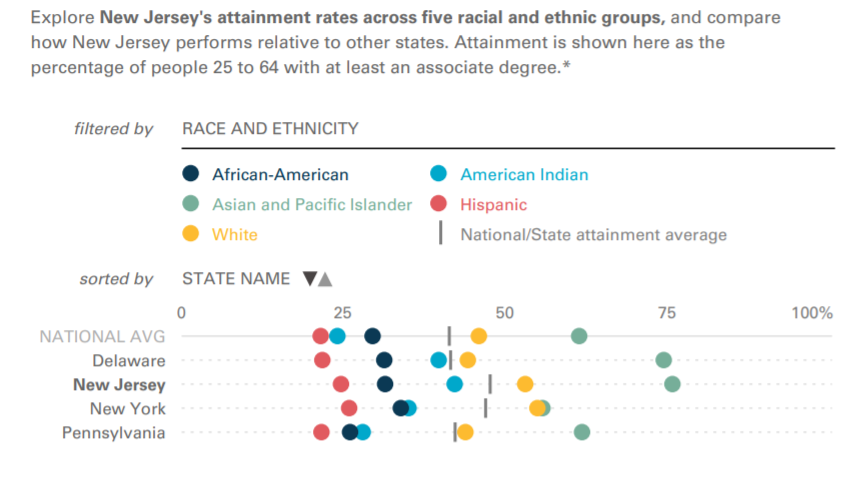 Explore New Jersey's attainment rates across five racial and ethnic groups, and compare
how New Jersey performs relative to other states. Attainment is shown here as the
percentage of people 25 to 64 with at least an associate degree.*
filtered by RACE AND ETHNICITY
African-American American Indian
Asian and Pacific Islander Hispanic
White National/State attainment average
sorted by STATE NAME
0 25 50 75 100%
NATIONAL AVG
Delaware
New Jersey
New York
Pennsylvania